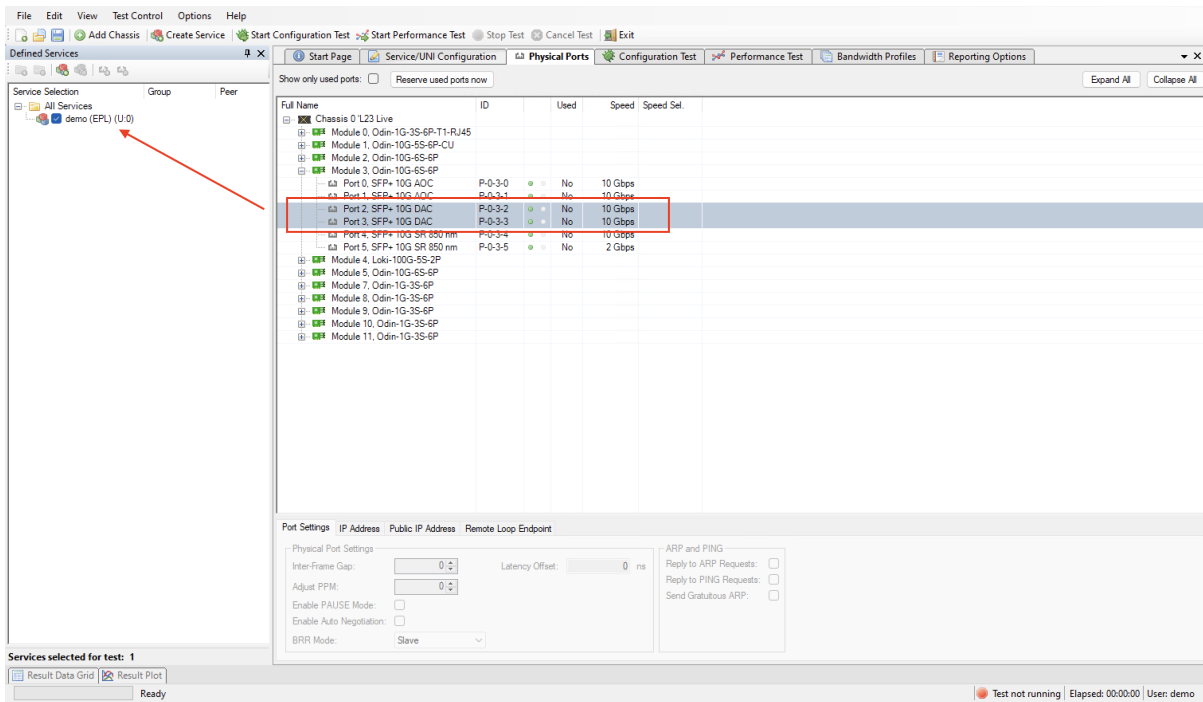 File Edit View Test Control Options Help
Add Chassis Create Service Start Configuration Test Start Performance Test Stop Test Cancel Test Exit
Defined Services
Start Page Service/UNI Configuration Physical Ports Configuration Test Performance Test Bandwidth Profiles Reporting Options
Show only used ports: Reserve used ports now Expand All Collapse All
Service Selection Group Peer
All Services
demo (EPL) (U:0)
Full Name ID Used Speed Speed Sel.
Chassis 0 'L23 Live
Module 0, Odin-1G-3S-6P-T1-RJ45
Module 1, Odin-10G-5S-6P-CU
Module 2, Odin-10G-6S-6P
Module 3, Odin-10G-6S-6P
Port 0, SFP+ 10G AOC P-0-3-0 No 10 Gbps
Port 1, SFP+ 10G AOC P-0-3-1 No 10 Gbps
Port 2, SFP+ 10G DAC P-0-3-2 No 10 Gbps
Port 3, SFP+ 10G DAC P-0-3-3 No 10 Gbps
Port 4, SFP+ 10G SR 850 nm P-0-3-4 No 10 Gbps
Port 5, SFP+ 10G SR 850 nm P-0-3-5 No 2 Gbps
Module 4, Loki-100G-5S-2P
Module 5, Odin-10G-6S-6P
Module 7, Odin-1G-3S-6P
Module 8, Odin-1G-3S-6P
Module 9, Odin-1G-3S-6P
Module 10, Odin-1G-3S-6P
Module 11, Odin-1G-3S-6P
Port Settings IP Address Public IP Address Remote Loop Endpoint
Physical Port Settings ARP and PING
Inter-Frame Gap: 0 Latency Offset: 0 ns Reply to ARP Requests:
Adjust PPM: 0 Reply to PING Requests:
Enable PAUSE Mode: Send Gratuitous ARP:
Enable Auto Negotiation:
BRR Mode: Slave
Services selected for test: 1
Result Data Grid Result Plot
Ready Test not running Elapsed: 00:00:00 User: demo